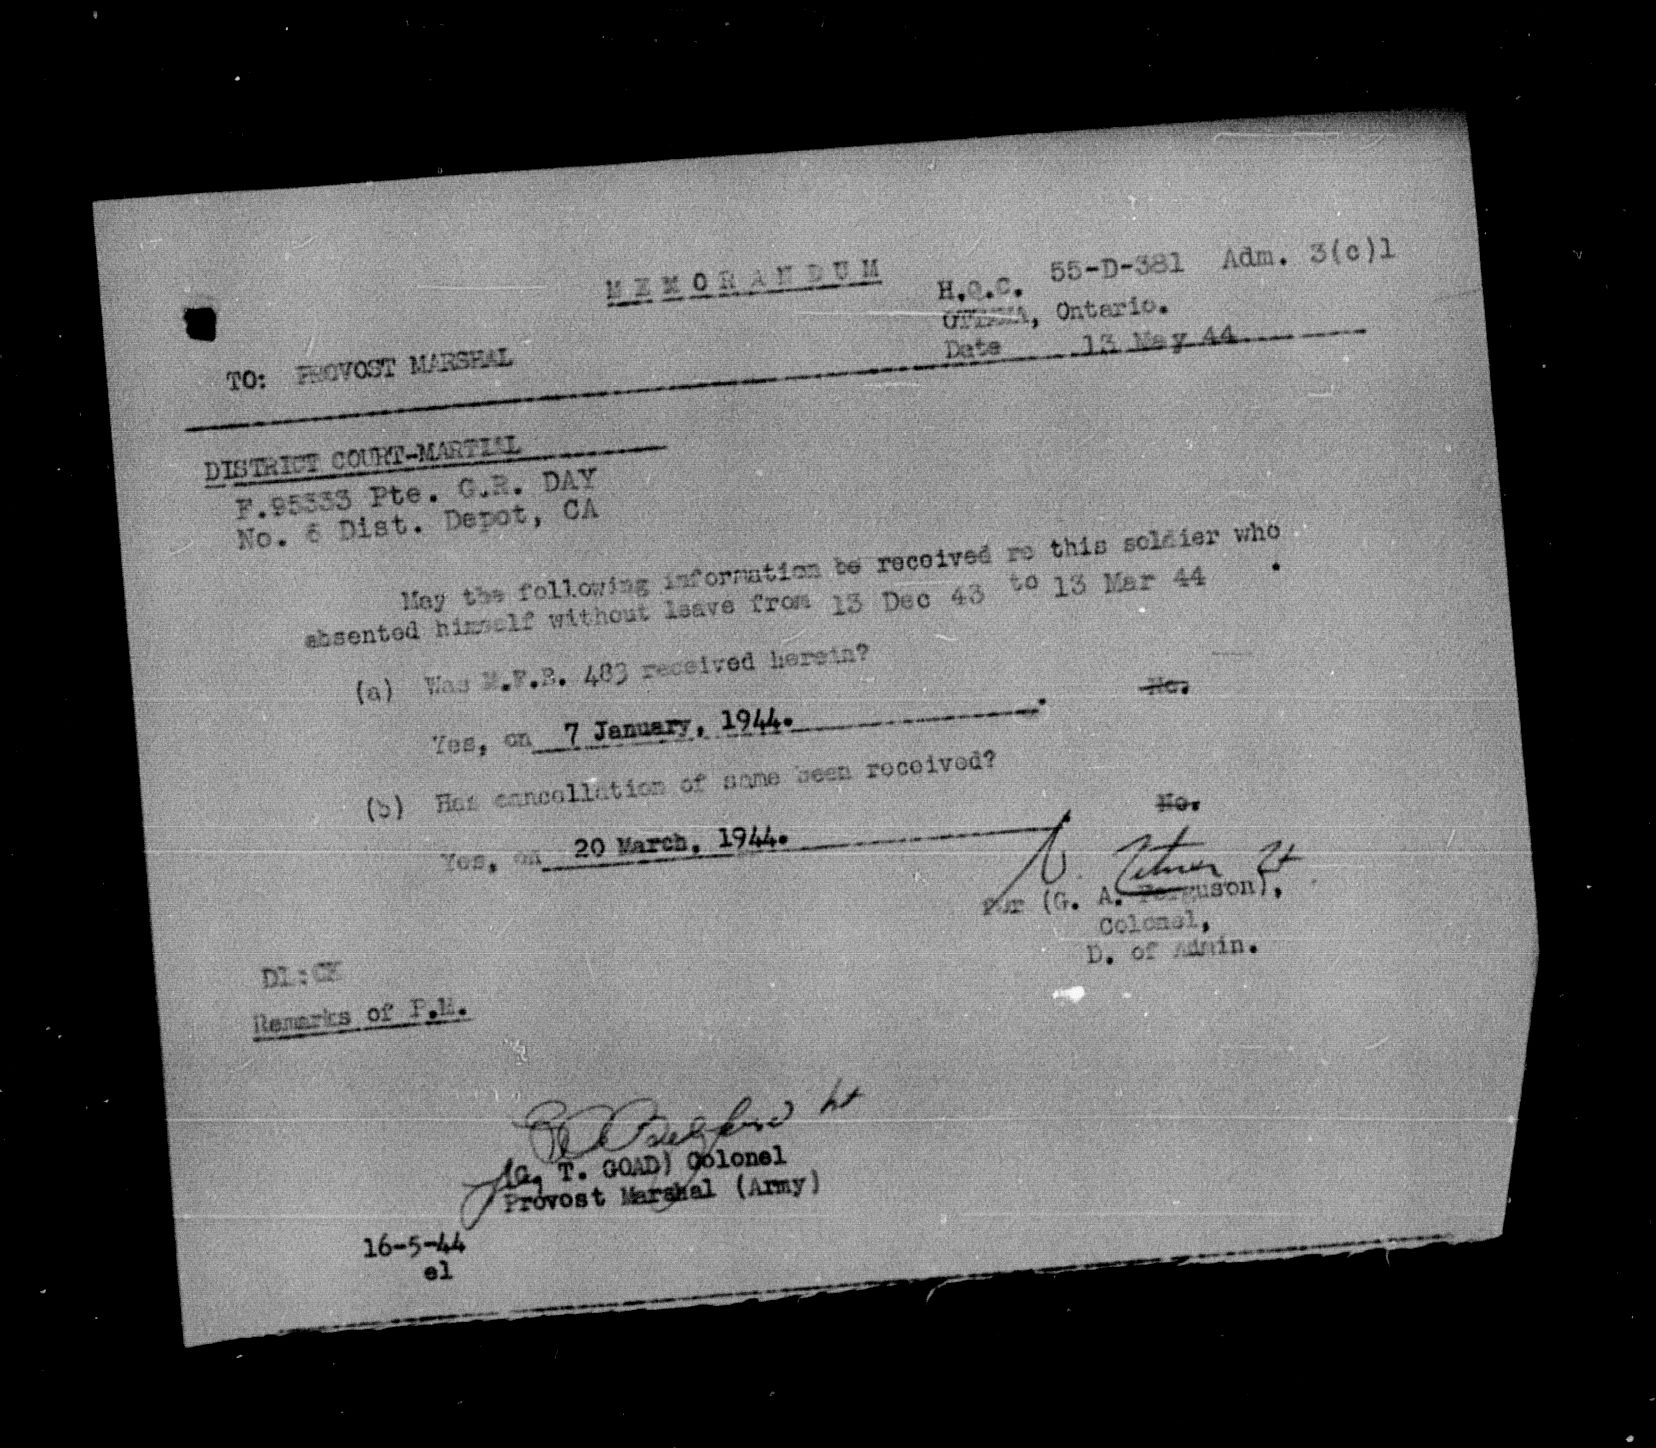 MEMORANDUM
H.Q.C. 55-D-381 Adm. 3(c)1
OTTAWA, Ontario.
Date 13 May 44
TO: PROVOST MARSHAL
DISTRICT COURT-MARTIAL
F.95333 Pte. G.R. DAY
No. 6 Dist. Depot, CA
May the following information be received re this soldier who
absented himself without leave from 13 Dec 43 to 13 Mar 44 .
(a) Was M.F.B. 483 received herein?
No.
Yes, on 7 January, 1944.
(b) Has cancellation of same been received?
No.
Yes, on 20 March, 1944.
Lt
for (G. A. Ferguson),
Colonel,
D. of Admin.
DL:CK
Remarks of P.M.
Lt
(G. T. GOAD) Colonel
Provost Marshal (Army)
16-5-44
el